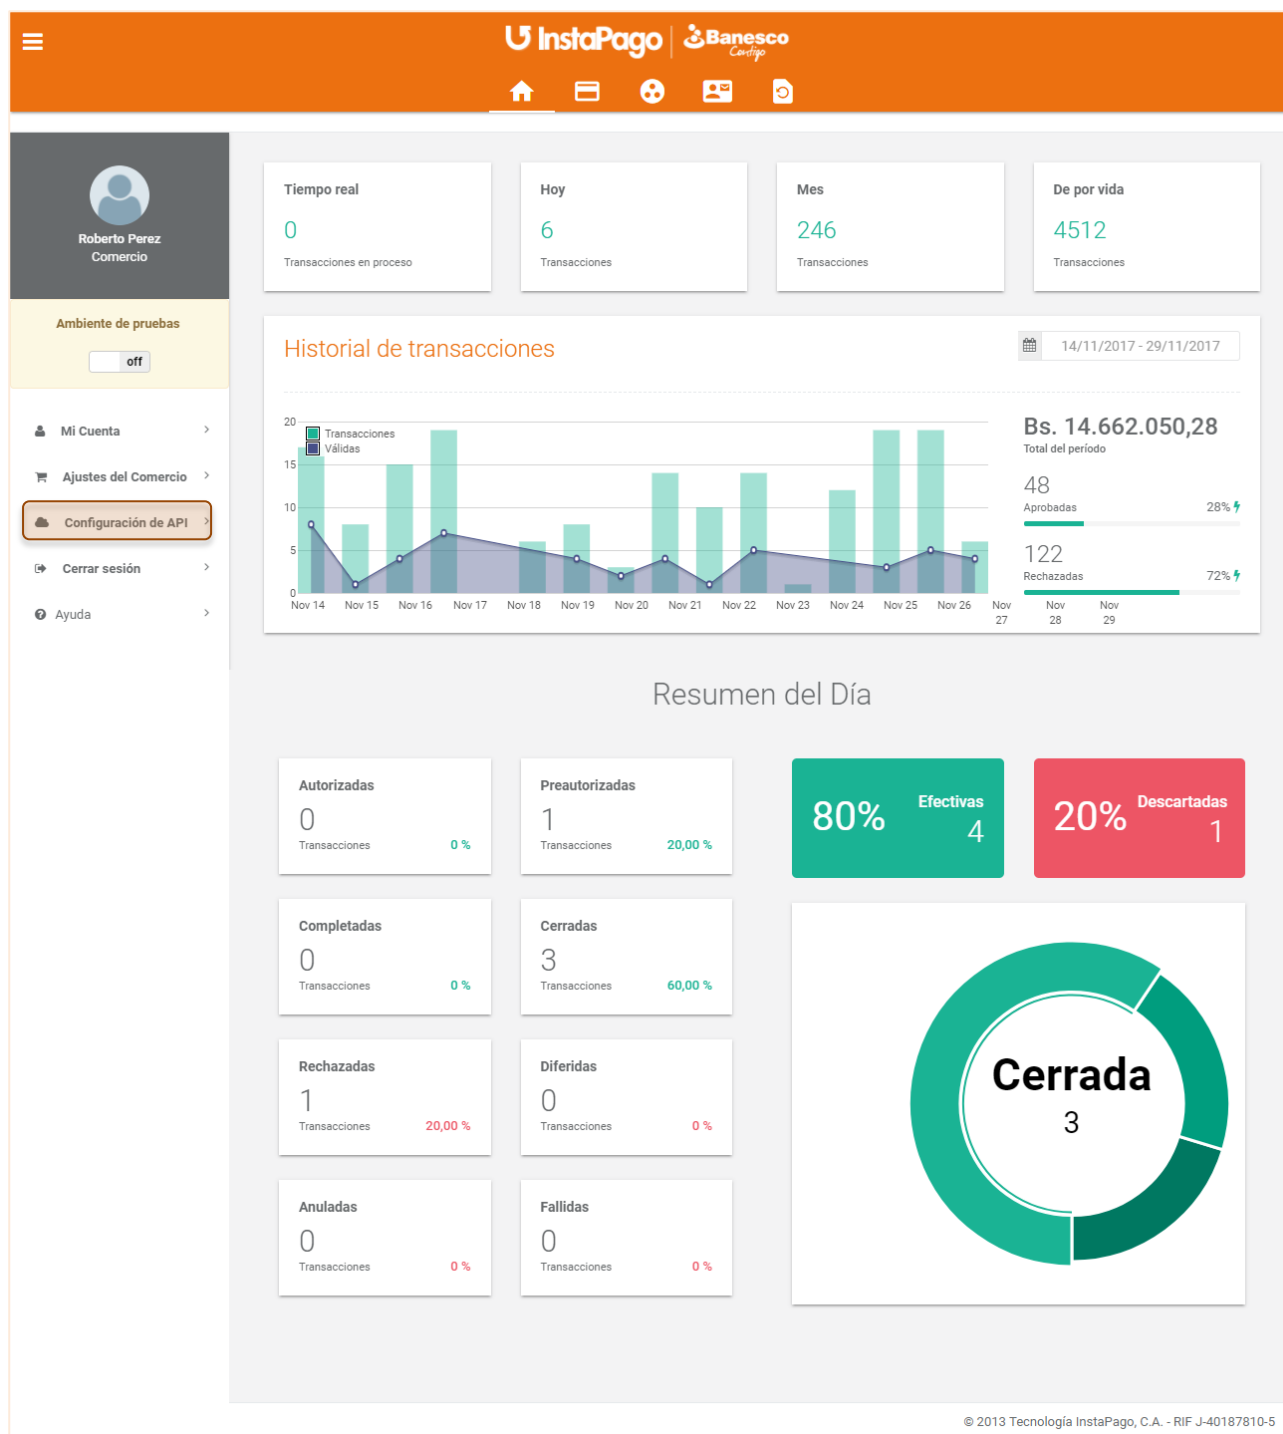 InstaPago
Banesco
Contigo
Roberto Perez
Comercio
Ambiente de pruebas
off
Mi Cuenta
Ajustes del Comercio
Configuración de API
Cerrar sesión
Ayuda
Tiempo real
0
Transacciones en proceso
Hoy
6
Transacciones
Mes
246
Transacciones
De por vida
4512
Transacciones
Historial de transacciones
14/11/2017 - 29/11/2017
Transacciones
Válidas
20
15
10
5
0
Nov 14 Nov 15 Nov 16 Nov 17 Nov 18 Nov 19 Nov 20 Nov 21 Nov 22 Nov 23 Nov 24 Nov 25 Nov 26 Nov Nov Nov
27 28 29
Bs. 14.662.050,28
Total del período
48
Aprobadas 28%
122
Rechazadas 72%
Resumen del Día
Autorizadas
0
Transacciones 0 %
Preautorizadas
1
Transacciones 20,00 %
Completadas
0
Transacciones 0 %
Cerradas
3
Transacciones 60,00 %
Rechazadas
1
Transacciones 20,00 %
Diferidas
0
Transacciones 0 %
Anuladas
0
Transacciones 0 %
Fallidas
0
Transacciones 0 %
80% Efectivas
4
20% Descartadas
1
Cerrada
3
© 2013 Tecnología InstaPago, C.A. - RIF J-40187810-5